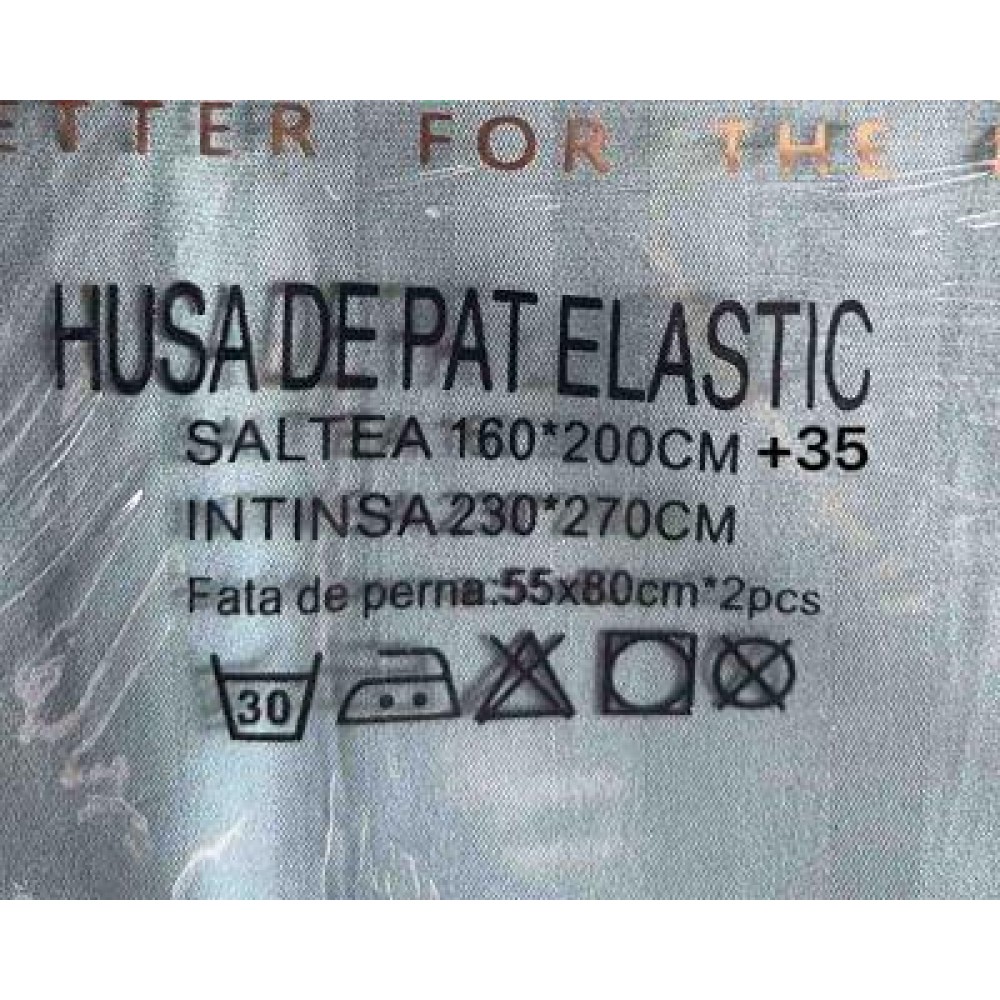 ETTER FOR THE
HUSA DE PAT ELASTIC
SALTEA 160*200CM +35
INTINSA 230*270CM
Fata de perna:55x80cm*2pcs
30